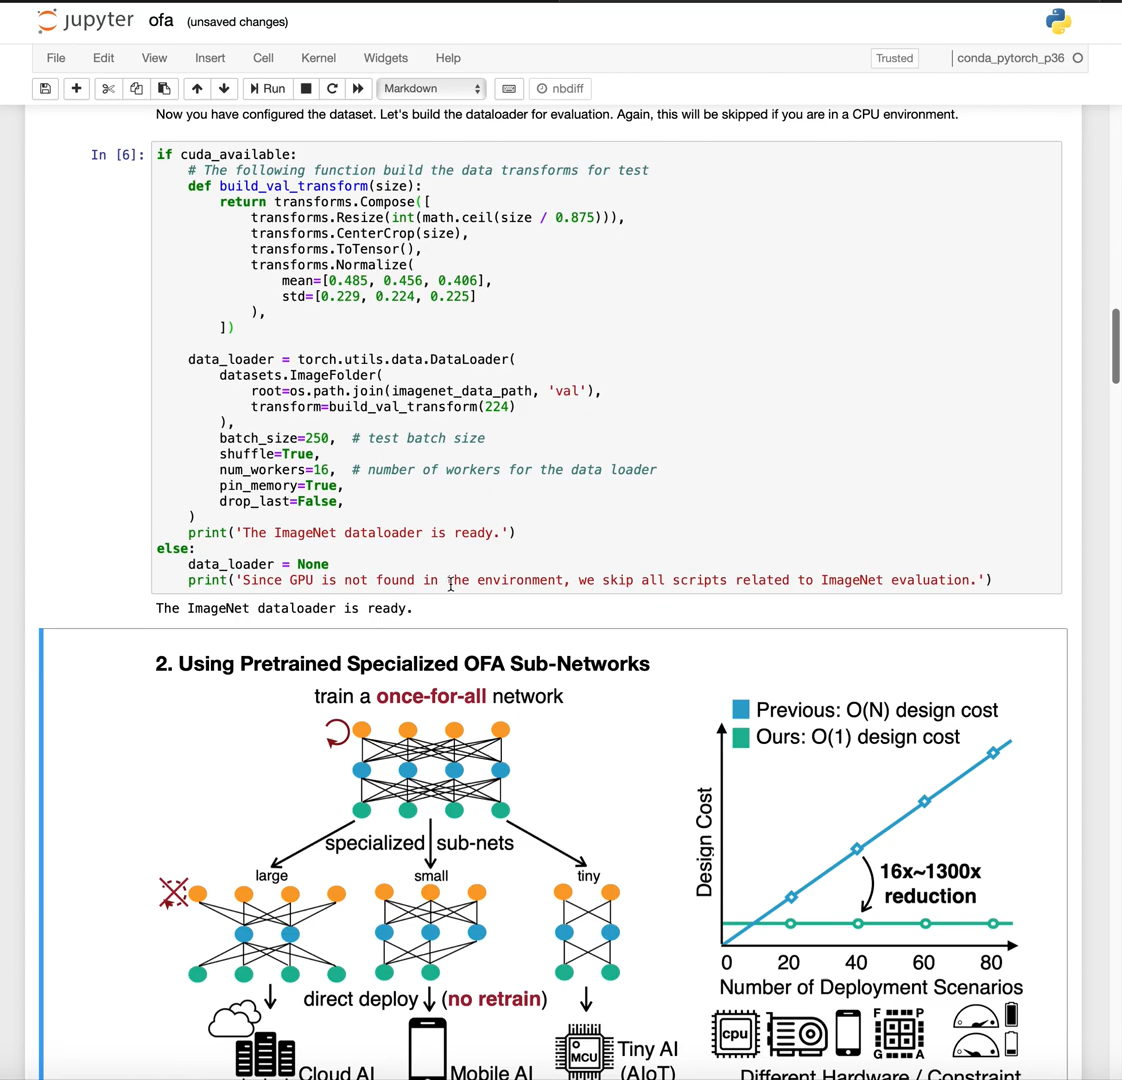 jupyter ofa (unsaved changes)
File Edit View Insert Cell Kernel Widgets Help Trusted conda_pytorch_p36
Run Markdown nbdiff
Now you have configured the dataset. Let's build the dataloader for evaluation. Again, this will be skipped if you are in a CPU environment.
In [6]: if cuda_available:
# The following function build the data transforms for test
def build_val_transform(size):
return transforms.Compose([
transforms.Resize(int(math.ceil(size / 0.875))),
transforms.CenterCrop(size),
transforms.ToTensor(),
transforms.Normalize(
mean=[0.485, 0.456, 0.406],
std=[0.229, 0.224, 0.225]
),
])
data_loader = torch.utils.data.DataLoader(
datasets.ImageFolder(
root=os.path.join(imagenet_data_path, 'val'),
transform=build_val_transform(224)
),
batch_size=250, # test batch size
shuffle=True,
num_workers=16, # number of workers for the data loader
pin_memory=True,
drop_last=False,
)
print('The ImageNet dataloader is ready.')
else:
data_loader = None
print('Since GPU is not found in the environment, we skip all scripts related to ImageNet evaluation.')
The ImageNet dataloader is ready.
2. Using Pretrained Specialized OFA Sub-Networks
train a once-for-all network
specialized sub-nets
large small tiny
direct deploy (no retrain)
Cloud AI
Mobile AI
MCU
Tiny AI
(AIoT)
Previous: O(N) design cost
Ours: O(1) design cost
Design Cost
16x~1300x
reduction
0 20 40 60 80
Number of Deployment Scenarios
cpu
F P
G A
Different Hardware / Constraint